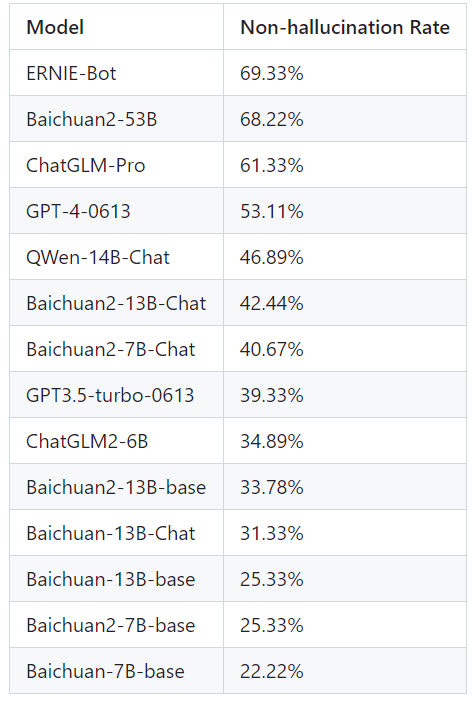 Model Non-hallucination Rate
ERNIE-Bot 69.33%
Baichuan2-53B 68.22%
ChatGLM-Pro 61.33%
GPT-4-0613 53.11%
QWen-14B-Chat 46.89%
Baichuan2-13B-Chat 42.44%
Baichuan2-7B-Chat 40.67%
GPT3.5-turbo-0613 39.33%
ChatGLM2-6B 34.89%
Baichuan2-13B-base 33.78%
Baichuan-13B-Chat 31.33%
Baichuan-13B-base 25.33%
Baichuan2-7B-base 25.33%
Baichuan-7B-base 22.22%